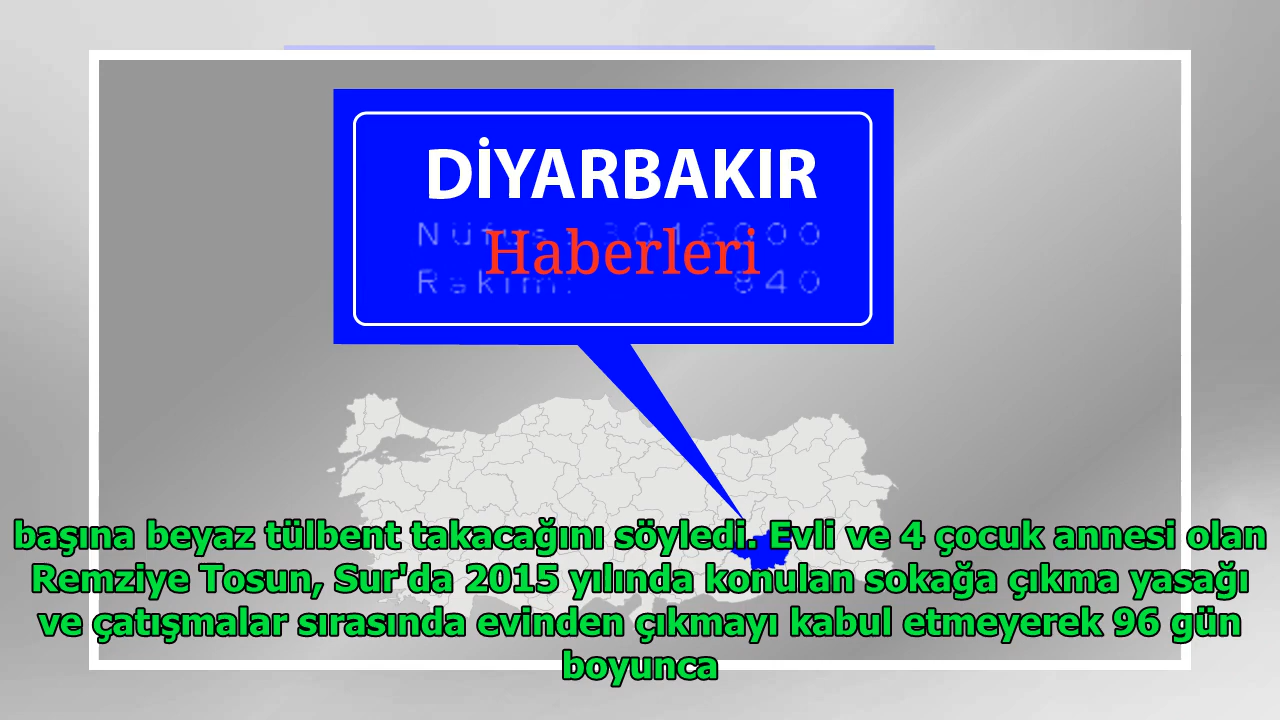 DİYARBAKIR
Haberleri
başına beyaz tülbent takacağını söyledi. Evli ve 4 çocuk annesi olan
Remziye Tosun, Sur'da 2015 yılında konulan sokağa çıkma yasağı
ve çatışmalar sırasında evinden çıkmayı kabul etmeyerek 96 gün
boyunca